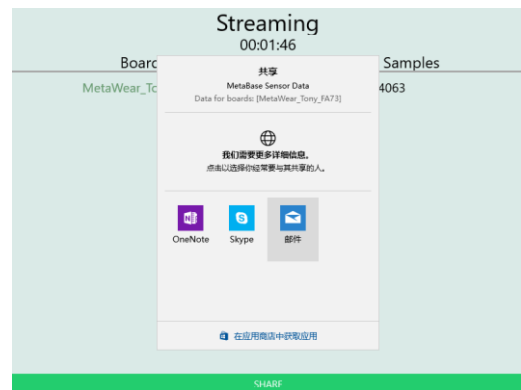 Streaming
00:01:46
Board
Samples
MetaWear_To
4063
共享
MetaBase Sensor Data
Data for boards: [MetaWear_Tony_FA73]
我们需要更多详细信息。
点击以选择你经常要与其共享的人。
OneNote
Skype
邮件
在应用商店中获取应用
SHARE